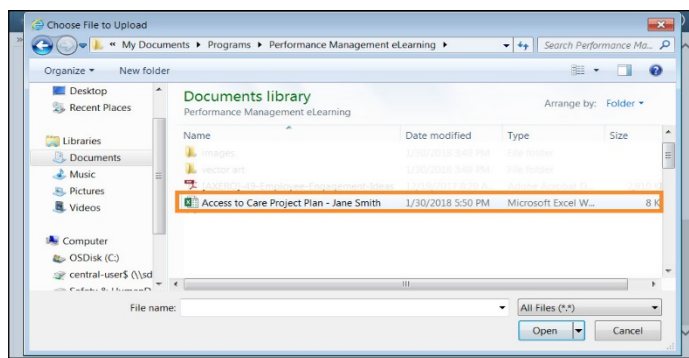 Choose File to Upload
« My Documents ▸ Programs ▸ Performance Management eLearning ▸
Search Performance Ma...
Organize ▾ New folder
Desktop
Recent Places
Libraries
Documents
Music
Pictures
Videos
Computer
OSDisk (C:)
central-user$ (\\sd
Documents library
Performance Management eLearning
Arrange by: Folder ▾
Name Date modified Type Size
images 1/30/2018 File folder
vector art 1/30/2018 File folder
Employee-Engagement-Ideas
Access to Care Project Plan - Jane Smith 1/30/2018 5:50 PM Microsoft Excel W... 8 K
File name:
All Files (*.*)
Open Cancel